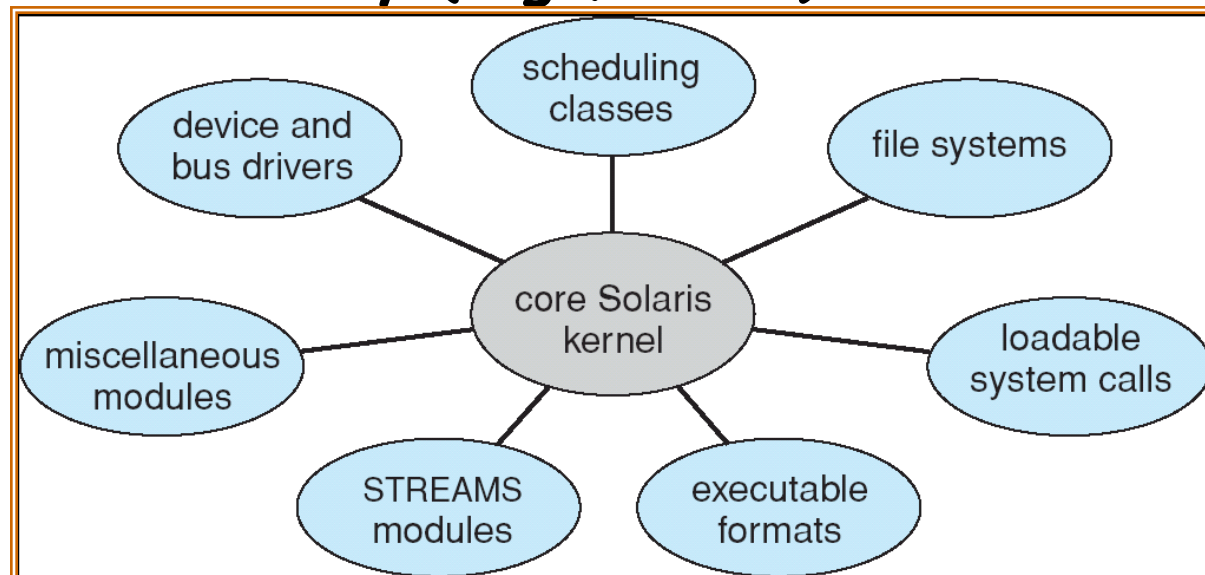 scheduling
classes
device and
bus drivers
file systems
core Solaris
kernel
miscellaneous
modules
loadable
system calls
STREAMS
modules
executable
formats